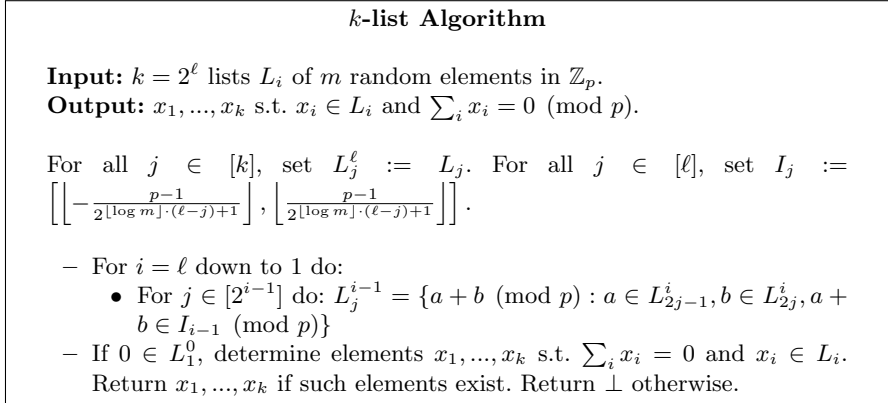 k-list Algorithm
Input: k = 2^ℓ lists L_i of m random elements in ℤ_p.
Output: x_1, ..., x_k s.t. x_i ∈ L_i and ∑_i x_i = 0 (mod p).
For all j ∈ [k], set L_j^ℓ := L_j. For all j ∈ [ℓ], set I_j :=
[⌊−(p−1)/(2^{⌊log m⌋·(ℓ−j)+1})⌋, ⌊(p−1)/(2^{⌊log m⌋·(ℓ−j)+1})⌋].
– For i = ℓ down to 1 do:
• For j ∈ [2^{i−1}] do: L_j^{i−1} = {a + b (mod p) : a ∈ L_{2j−1}^i, b ∈ L_{2j}^i, a +
b ∈ I_{i−1} (mod p)}
– If 0 ∈ L_1^0, determine elements x_1, ..., x_k s.t. ∑_i x_i = 0 and x_i ∈ L_i.
Return x_1, ..., x_k if such elements exist. Return ⊥ otherwise.